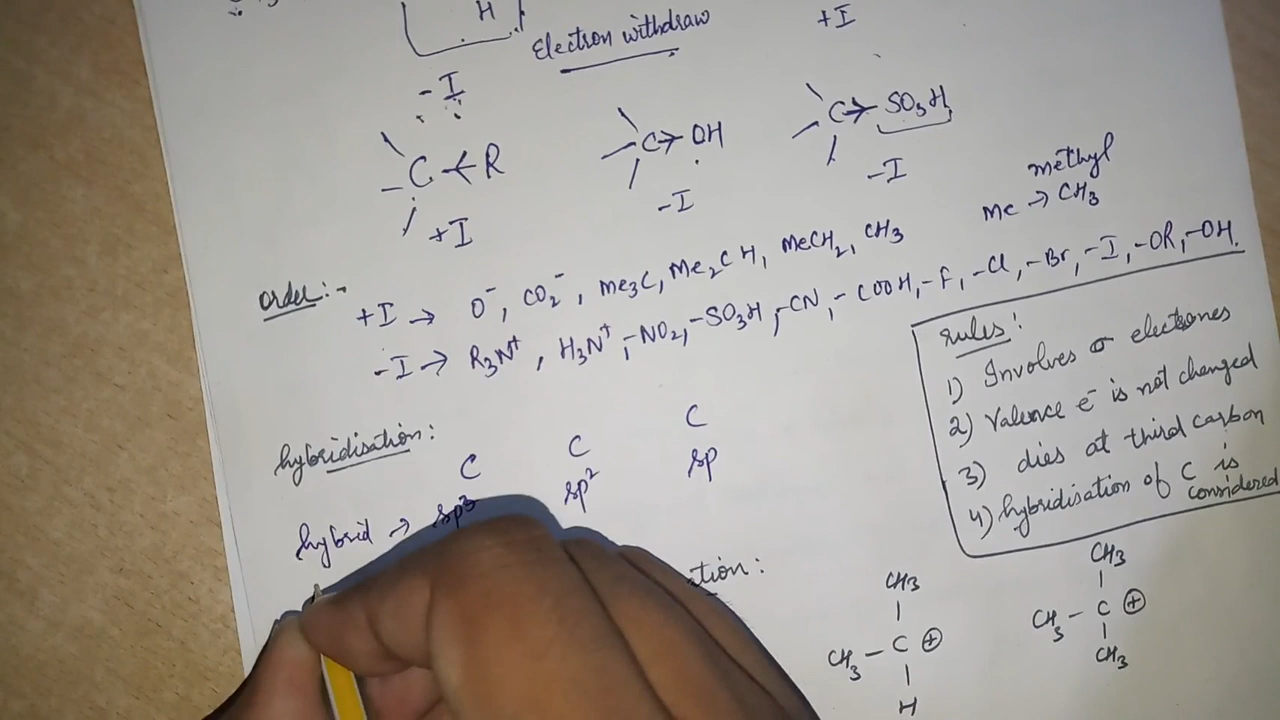 H
Electron withdraw
+I
-I
C R
C OH
C SO₃H
+I
-I
-I
methyl
Me → CH₃
order:-
+I → O⁻, CO₂⁻, Me₃C, Me₂CH, MeCH₂, CH₃
-I → R₃N⁺, H₃N⁺, -NO₂, -SO₃H, -CN, -COOH, -F, -Cl, -Br, -I, -OR, -OH.
rules:
1) Involves σ electrones
2) Valence e⁻ is not changed
3) dies at third carbon
4) hybridisation of C is
considered
hybridisation:
C C C
hybrid → sp³ sp² sp
ation:
CH₃
CH₃ - C ⊕
H
CH₃
CH₃ - C ⊕
CH₃